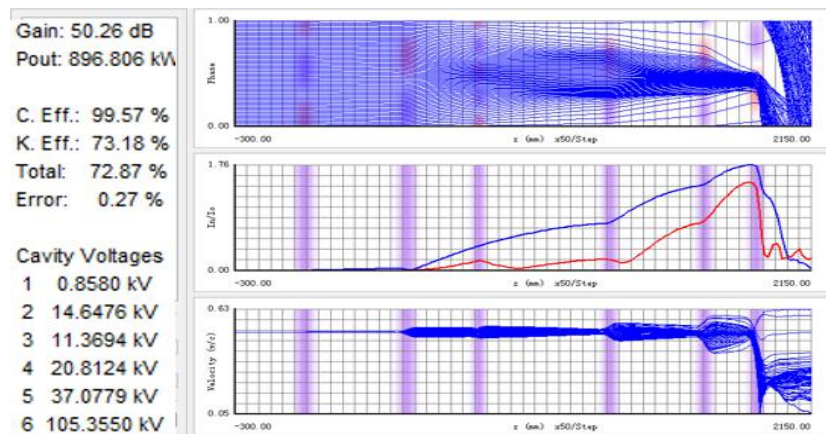 Gain: 50.26 dB
Pout: 896.806 kW
C. Eff.: 99.57 %
K. Eff.: 73.18 %
Total: 72.87 %
Error: 0.27 %
Cavity Voltages
1 0.8580 kV
2 14.6476 kV
3 11.3694 kV
4 20.8124 kV
5 37.0779 kV
6 105.3550 kV
1.00
Phase
0.00
-300.00 z (mm) x50/Step 2150.00
1.76
In/Io
0.00
-300.00 z (mm) x50/Step 2150.00
0.63
Velocity (v/c)
0.05
-300.00 z (mm) x50/Step 2150.00